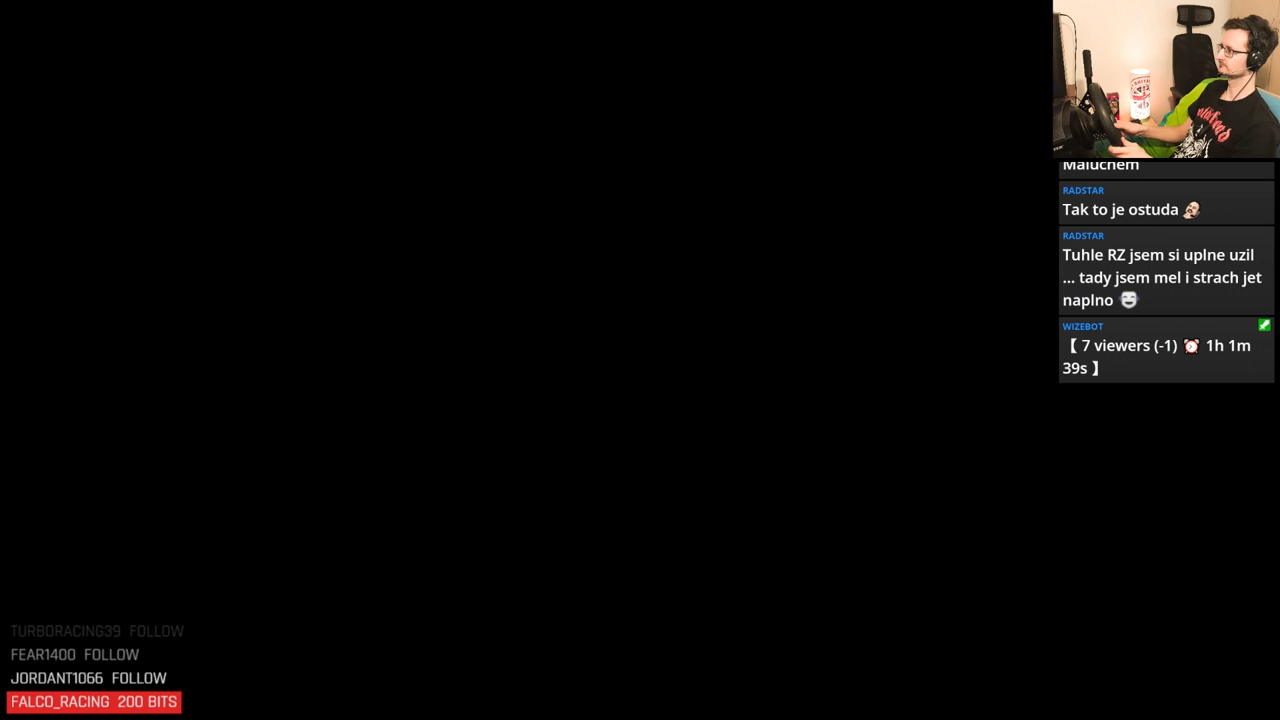 Maluchem
RADSTAR
Tak to je ostuda
RADSTAR
Tuhle RZ jsem si uplne uzil
... tady jsem mel i strach jet
naplno
WIZEBOT
【 7 viewers (-1) ⏰ 1h 1m
39s 】
TURBORACING39 FOLLOW
FEAR1400 FOLLOW
JORDANT1066 FOLLOW
FALCO_RACING 200 BITS